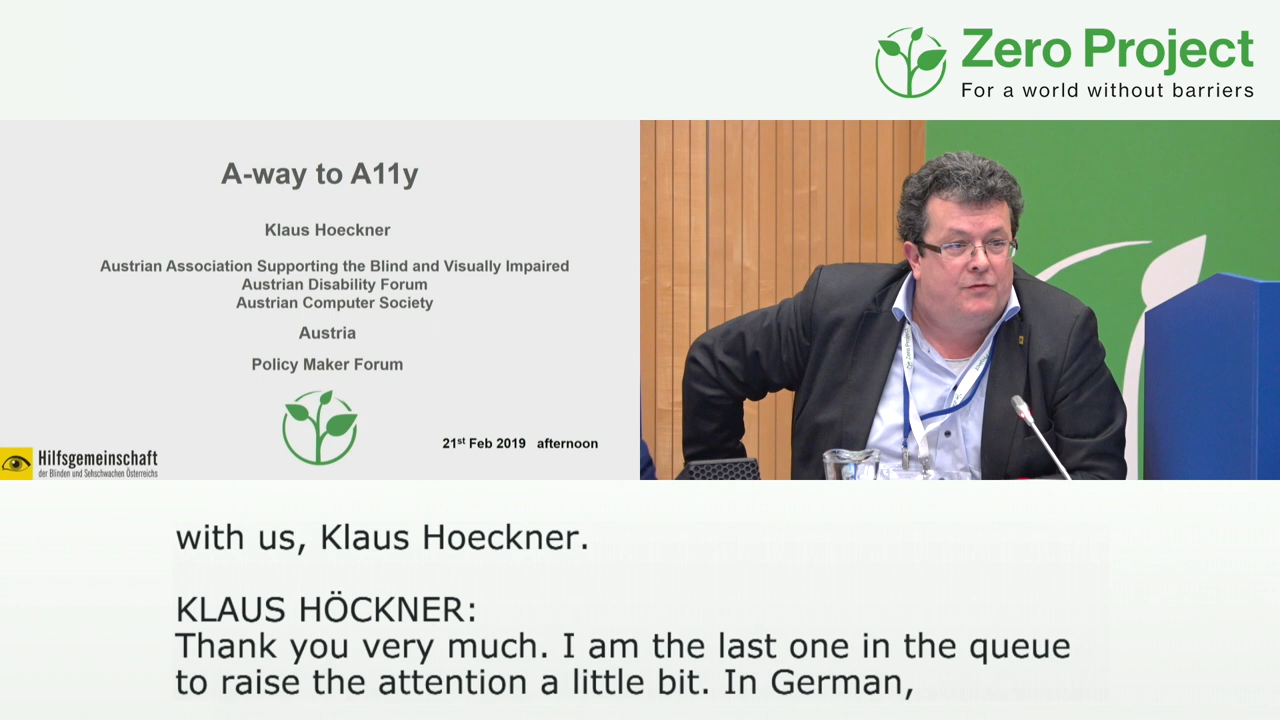 Zero Project
For a world without barriers
A-way to A11y
Klaus Hoeckner
Austrian Association Supporting the Blind and Visually Impaired
Austrian Disability Forum
Austrian Computer Society
Austria
Policy Maker Forum
21st Feb 2019 afternoon
Hilfsgemeinschaft
der Blinden und Sehschwachen Österreichs
Zero Project
with us, Klaus Hoeckner.
KLAUS HÖCKNER:
Thank you very much. I am the last one in the queue
to raise the attention a little bit. In German,